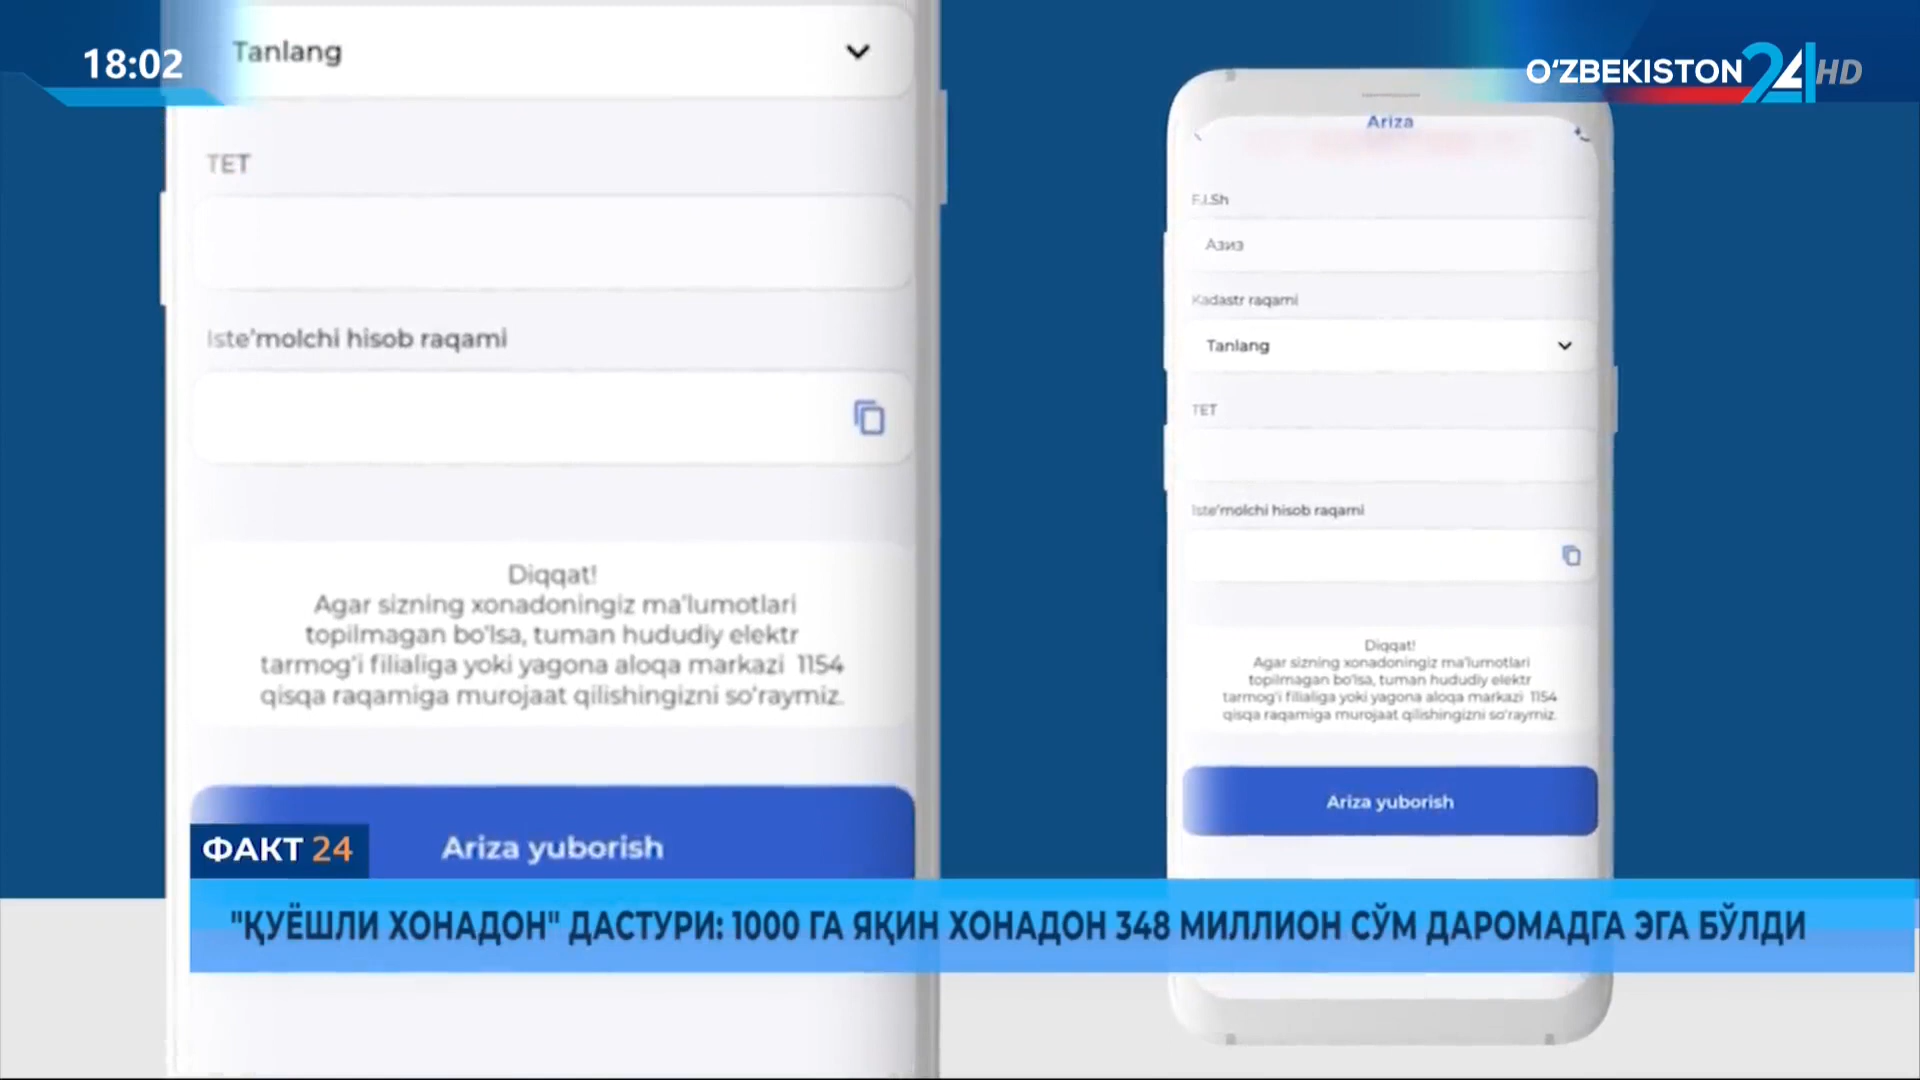 18:02
O‘ZBEKISTON 24 HD
Tanlang
TET
Iste’molchi hisob raqami
Diqqat!
Agar sizning xonadoningiz ma’lumotlari
topilmagan bo‘lsa, tuman hududiy elektr
tarmog‘i filialiga yoki yagona aloqa markazi 1154
qisqa raqamiga murojaat qilishingizni so‘raymiz.
Ariza yuborish
Ariza
F.I.Sh
Азиз
Kadastr raqami
Tanlang
TET
Iste’molchi hisob raqami
Diqqat!
Agar sizning xonadoningiz ma’lumotlari
topilmagan bo‘lsa, tuman hududiy elektr
tarmog‘i filialiga yoki yagona aloqa markazi 1154
qisqa raqamiga murojaat qilishingizni so‘raymiz.
Ariza yuborish
ФАКТ 24
"ҚУЁШЛИ ХОНАДОН" ДАСТУРИ: 1000 ГА ЯҚИН ХОНАДОН 348 МИЛЛИОН СЎМ ДАРОМАДГА ЭГА БЎЛДИ